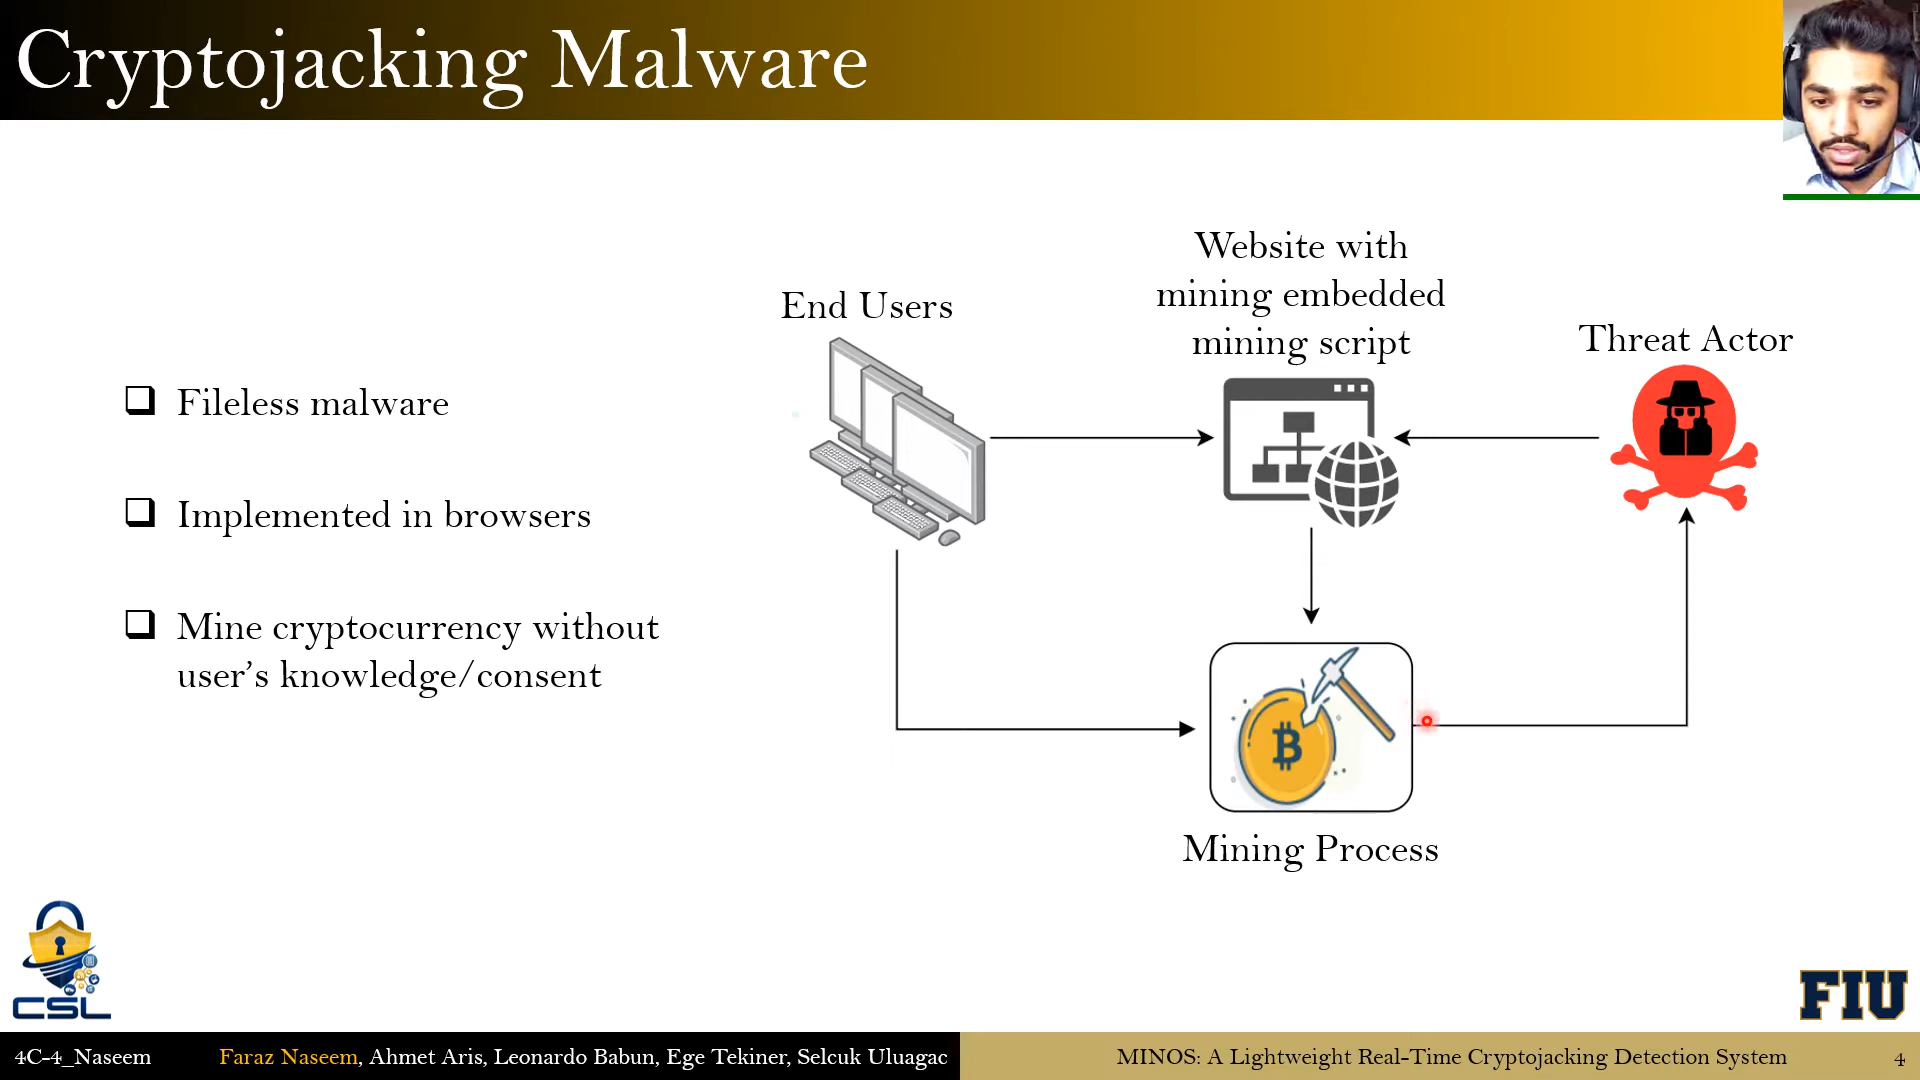 Cryptojacking Malware
Fileless malware
Implemented in browsers
Mine cryptocurrency without
user's knowledge/consent
End Users
Website with
mining embedded
mining script
Threat Actor
B
Mining Process
CSL
FIU
4C-4_Naseem
Faraz Naseem, Ahmet Aris, Leonardo Babun, Ege Tekiner, Selcuk Uluagac
MINOS: A Lightweight Real-Time Cryptojacking Detection System
4